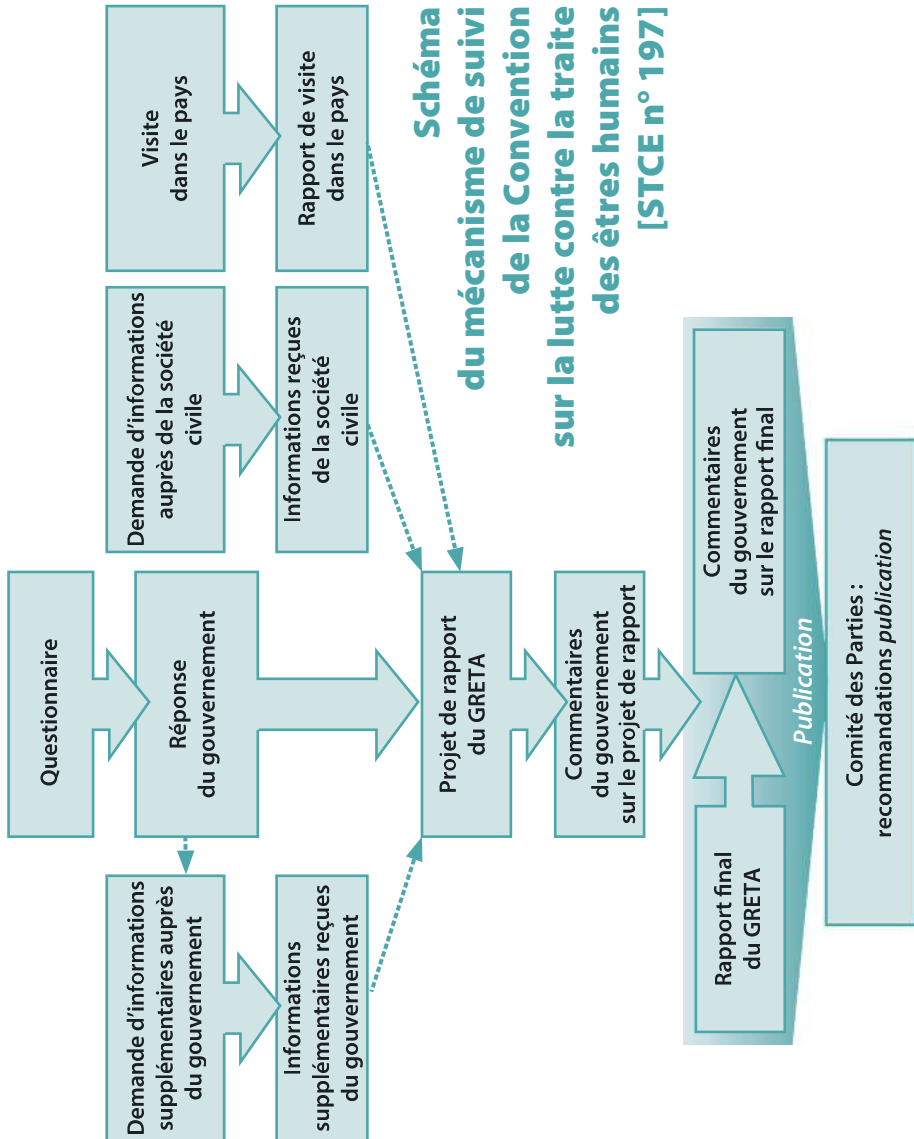 Schéma
du mécanisme de suivi
de la Convention
sur la lutte contre la traite
des êtres humains
[STCE n° 197]
Questionnaire
Réponse
du gouvernement
Demande d’informations
supplémentaires auprès
du gouvernement
Informations
supplémentaires reçues
du gouvernement
Demande d’informations
auprès de la société
civile
Informations reçues
de la société
civile
Visite
dans le pays
Rapport de visite
dans le pays
Projet de rapport
du GRETA
Commentaires
du gouvernement
sur le projet de rapport
Rapport final
du GRETA
Commentaires
du gouvernement
sur le rapport final
Publication
Comité des Parties :
recommandations publication